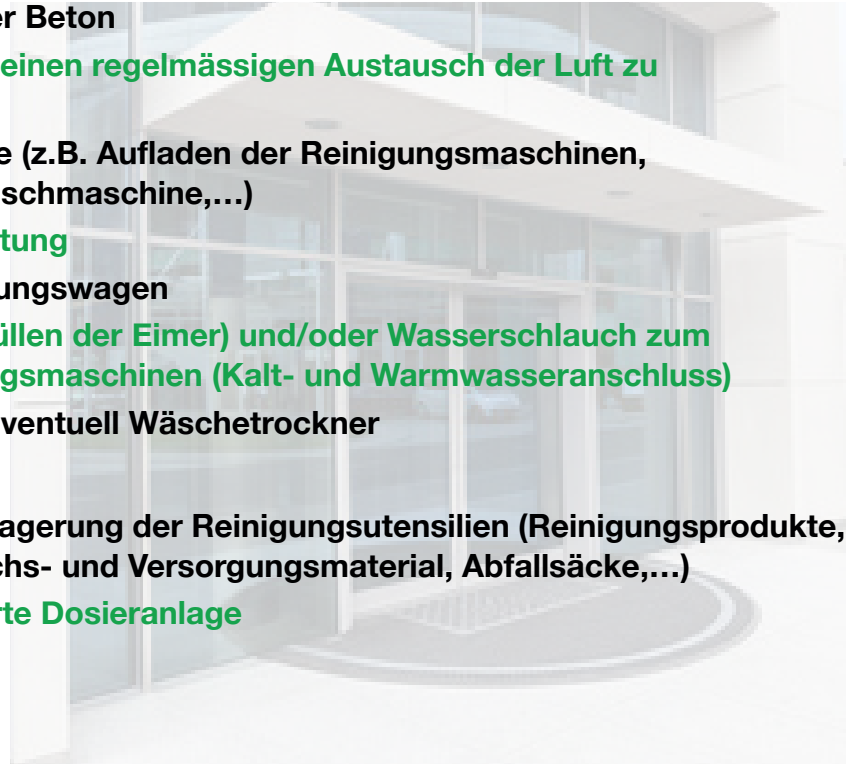 er Beton
einen regelmässigen Austausch der Luft zu
e (z.B. Aufladen der Reinigungsmaschinen,
schmaschine,…)
tung
ungswagen
üllen der Eimer) und/oder Wasserschlauch zum
gsmaschinen (Kalt- und Warmwasseranschluss)
ventuell Wäschetrockner
agerung der Reinigungsutensilien (Reinigungsprodukte,
chs- und Versorgungsmaterial, Abfallsäcke,…)
rte Dosieranlage